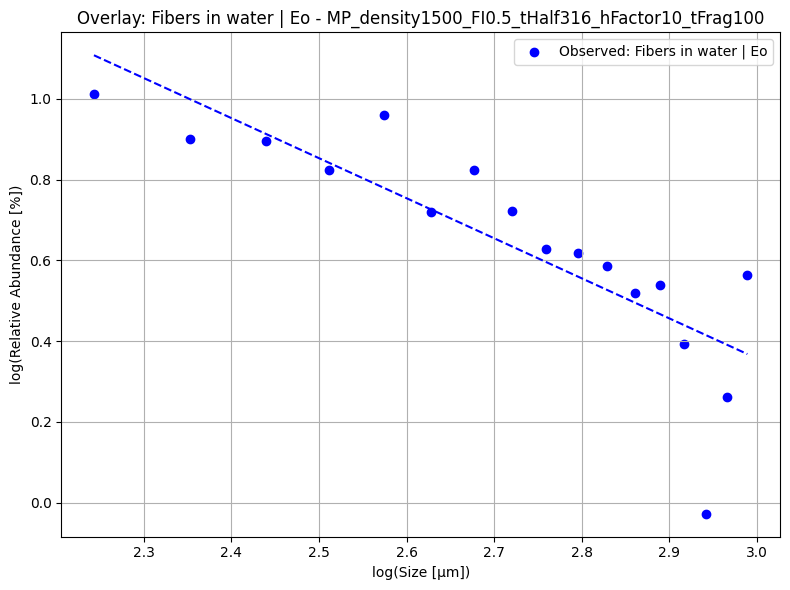 Overlay: Fibers in water | Eo - MP_density1500_FI0.5_tHalf316_hFactor10_tFrag100
Observed: Fibers in water | Eo
log(Relative Abundance [%])
1.0
0.8
0.6
0.4
0.2
0.0
2.3 2.4 2.5 2.6 2.7 2.8 2.9 3.0
log(Size [μm])